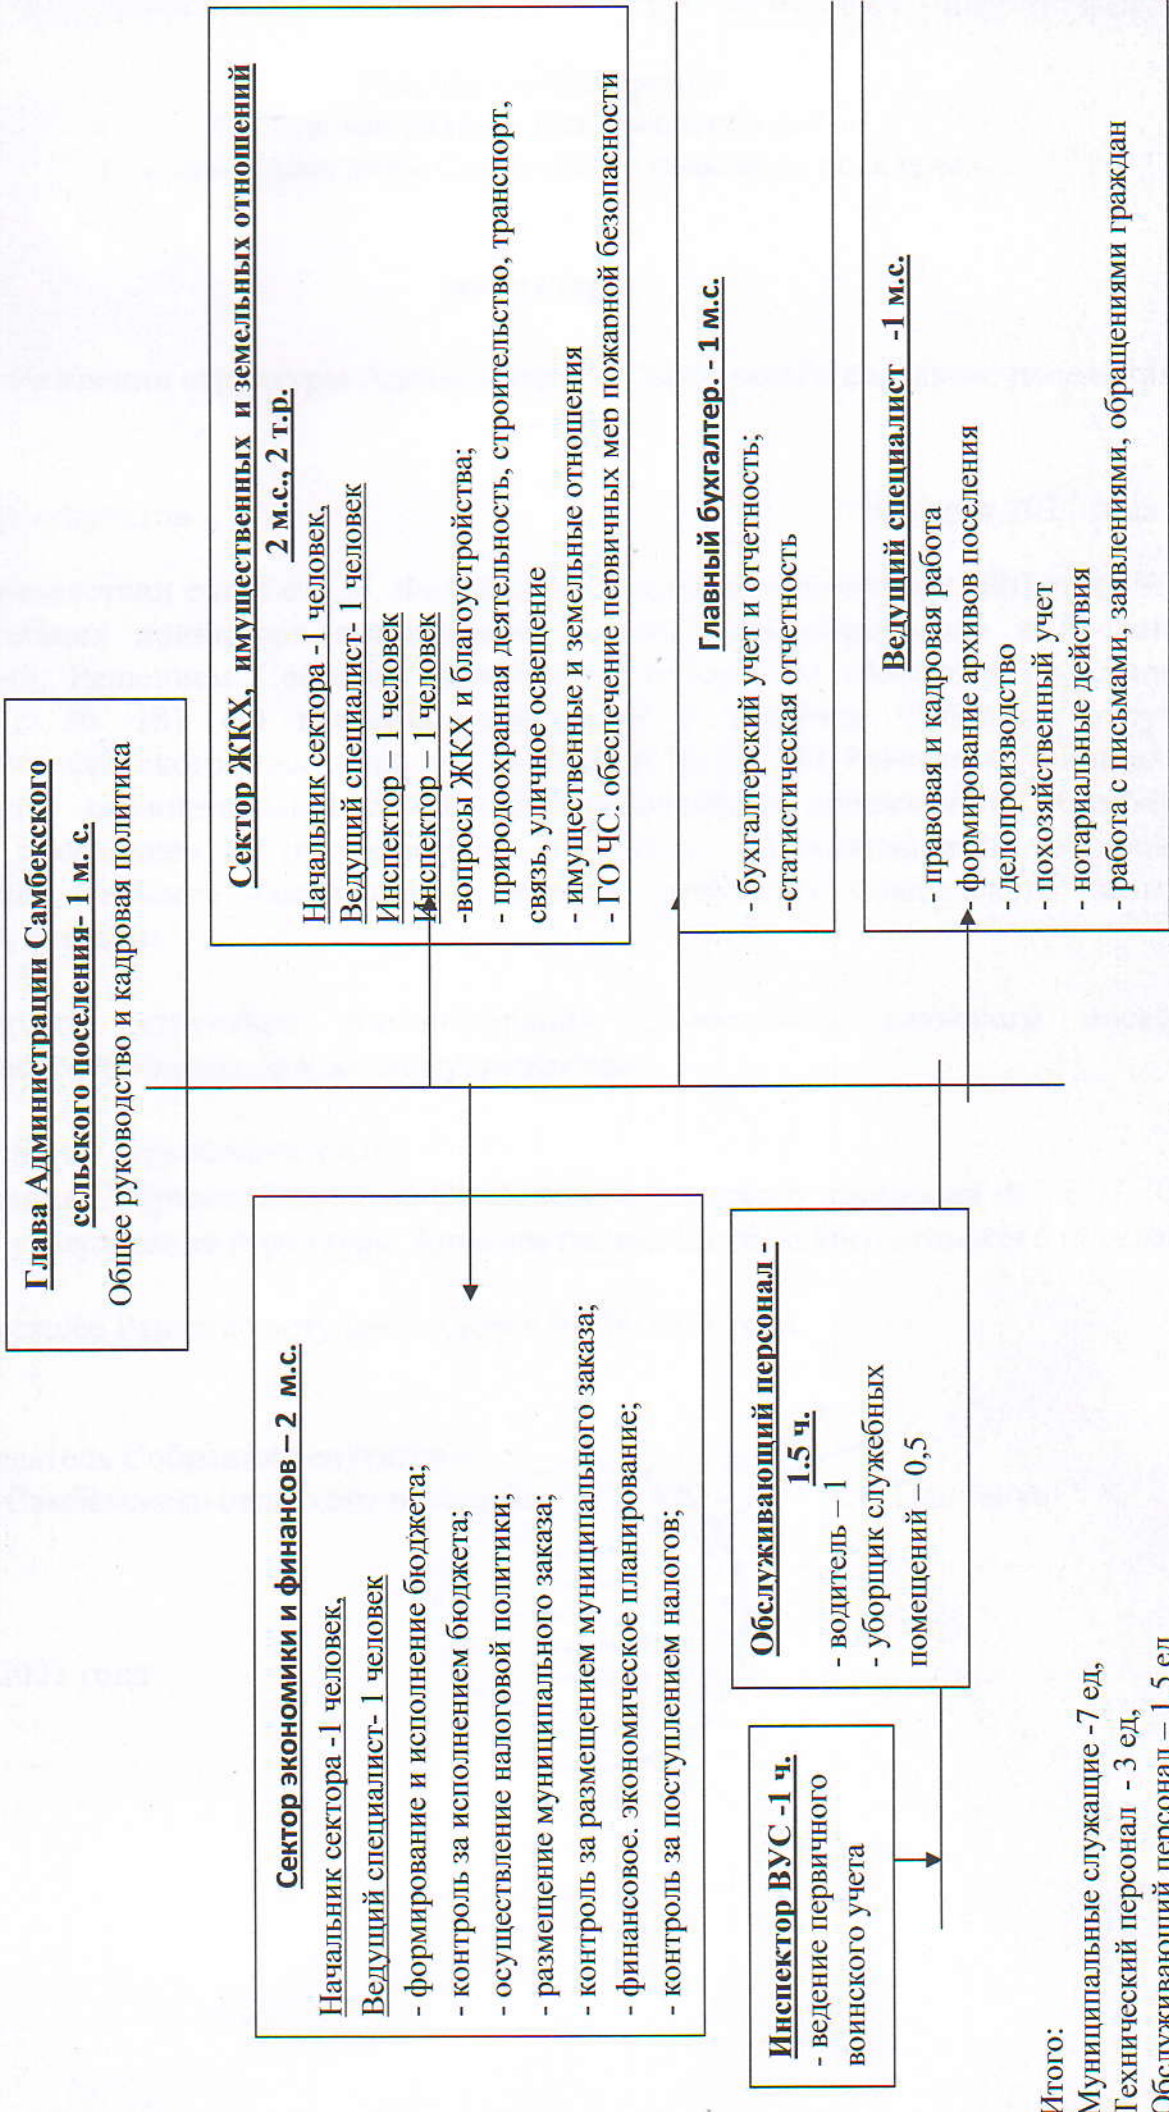 Глава Администрации Самбекского
сельского поселения- 1 м. с.
Общее руководство и кадровая политика
Сектор экономики и финансов – 2 м.с.
Начальник сектора -1 человек,
Ведущий специалист- 1 человек
- формирование и исполнение бюджета;
- контроль за исполнением бюджета;
- осуществление налоговой политики;
- размещение муниципального заказа;
- контроль за размещением муниципального заказа;
- финансовое. экономическое планирование;
- контроль за поступлением налогов;
Сектор ЖКХ, имущественных и земельных отношений
2 м.с., 2 т.р.
Начальник сектора -1 человек,
Ведущий специалист- 1 человек
Инспектор – 1 человек
Инспектор – 1 человек
-вопросы ЖКХ и благоустройства;
- природоохранная деятельность, строительство, транспорт,
связь, уличное освещение
- имущественные и земельные отношения
- ГО ЧС. обеспечение первичных мер пожарной безопасности
Главный бухгалтер. - 1 м.с.
- бухгалтерский учет и отчетность;
-статистическая отчетность
Ведущий специалист -1 м.с.
- правовая и кадровая работа
- формирование архивов поселения
- делопроизводство
- похозяйственный учет
- нотариальные действия
работа с письмами заявлениями, обращениями граждан
Обслуживающий персонал -
1.5 ч.
- водитель – 1
- уборщик служебных
помещений – 0,5
Инспектор ВУС -1 ч.
- ведение первичного
воинского учета
Итого:
Муниципальные служащие -7 ед,
Технический персонал - 3 ед,
Обслуживающий персонал – 1,5 ед